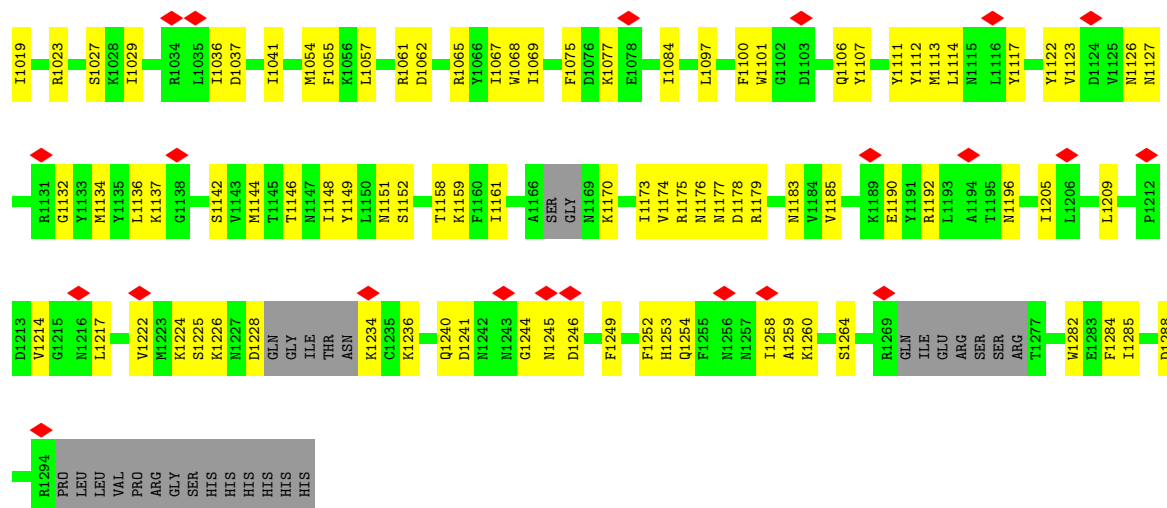 I1019 R1023 S1027 K1028 I1029 R1034 L1035 I1036 D1037 I1041 M1054 F1055 K1056 L1057 R1061 D1062 R1065 Y1066 I1067 W1068 I1069 F1075 D1076 K1077 E1078 I1084 L1097 F1100 W1101 G1102 D1103 Q1106 Y1107 Y1111 Y1112 M1113 L1114 N1115 L1116 Y1117 Y1122 V1123 D1124 V1125 N1126 N1127
R1131 G1132 Y1133 M1134 Y1135 L1136 K1137 G1138 S1142 V1143 M1144 T1145 T1146 N1147 I1148 Y1149 L1150 N1151 S1152 T1158 K1159 F1160 I1161 A1166 SER GLY N1169 K1170 I1173 V1174 R1175 N1176 N1177 D1178 R1179 N1183 V1184 V1185 K1189 E1190 Y1191 R1192 L1193 A1194 T1195 N1196 I1205 L1206 L1209 P1212
D1213 V1214 G1215 N1216 L1217 V1222 M1223 K1224 S1225 K1226 N1227 D1228 GLN GLY ILE THR ASN K1234 C1235 K1236 Q1240 D1241 N1242 N1243 G1244 N1245 D1246 F1249 F1252 H1253 Q1254 F1255 N1256 N1257 I1258 A1259 K1260 S1264 R1269 GLN ILE GLU ARG SER SER ARG T1277 W1282 E1283 F1284 I1285 D1288
R1294 PRO LEU LEU VAL PRO ARG GLY SER HIS HIS HIS HIS HIS HIS